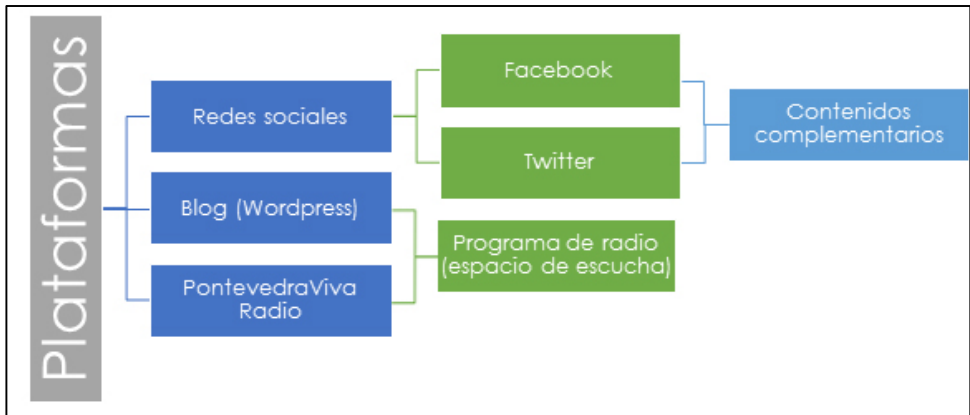 Plataformas
Redes sociales
Blog (Wordpress)
PontevedraViva
Radio
Facebook
Twitter
Programa de radio
(espacio de escucha)
Contenidos
complementarios